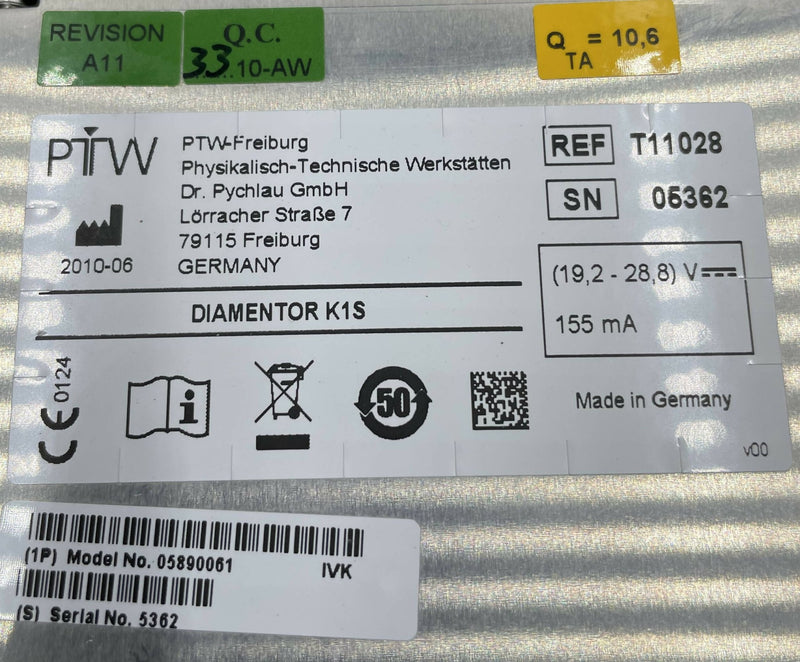 REVISION
A11
Q.C.
33..10-AW
Q = 10,6
TA
PTW
PTW-Freiburg
Physikalisch-Technische Werkstätten
Dr. Pychlau GmbH
Lörracher Straße 7
79115 Freiburg
GERMANY
2010-06
REF T11028
SN 05362
(19,2 - 28,8) V
155 mA
DIAMENTOR K1S
CE 0124
i
50
Made in Germany
v00
(1P) Model No. 05890061
IVK
(S) Serial No. 5362